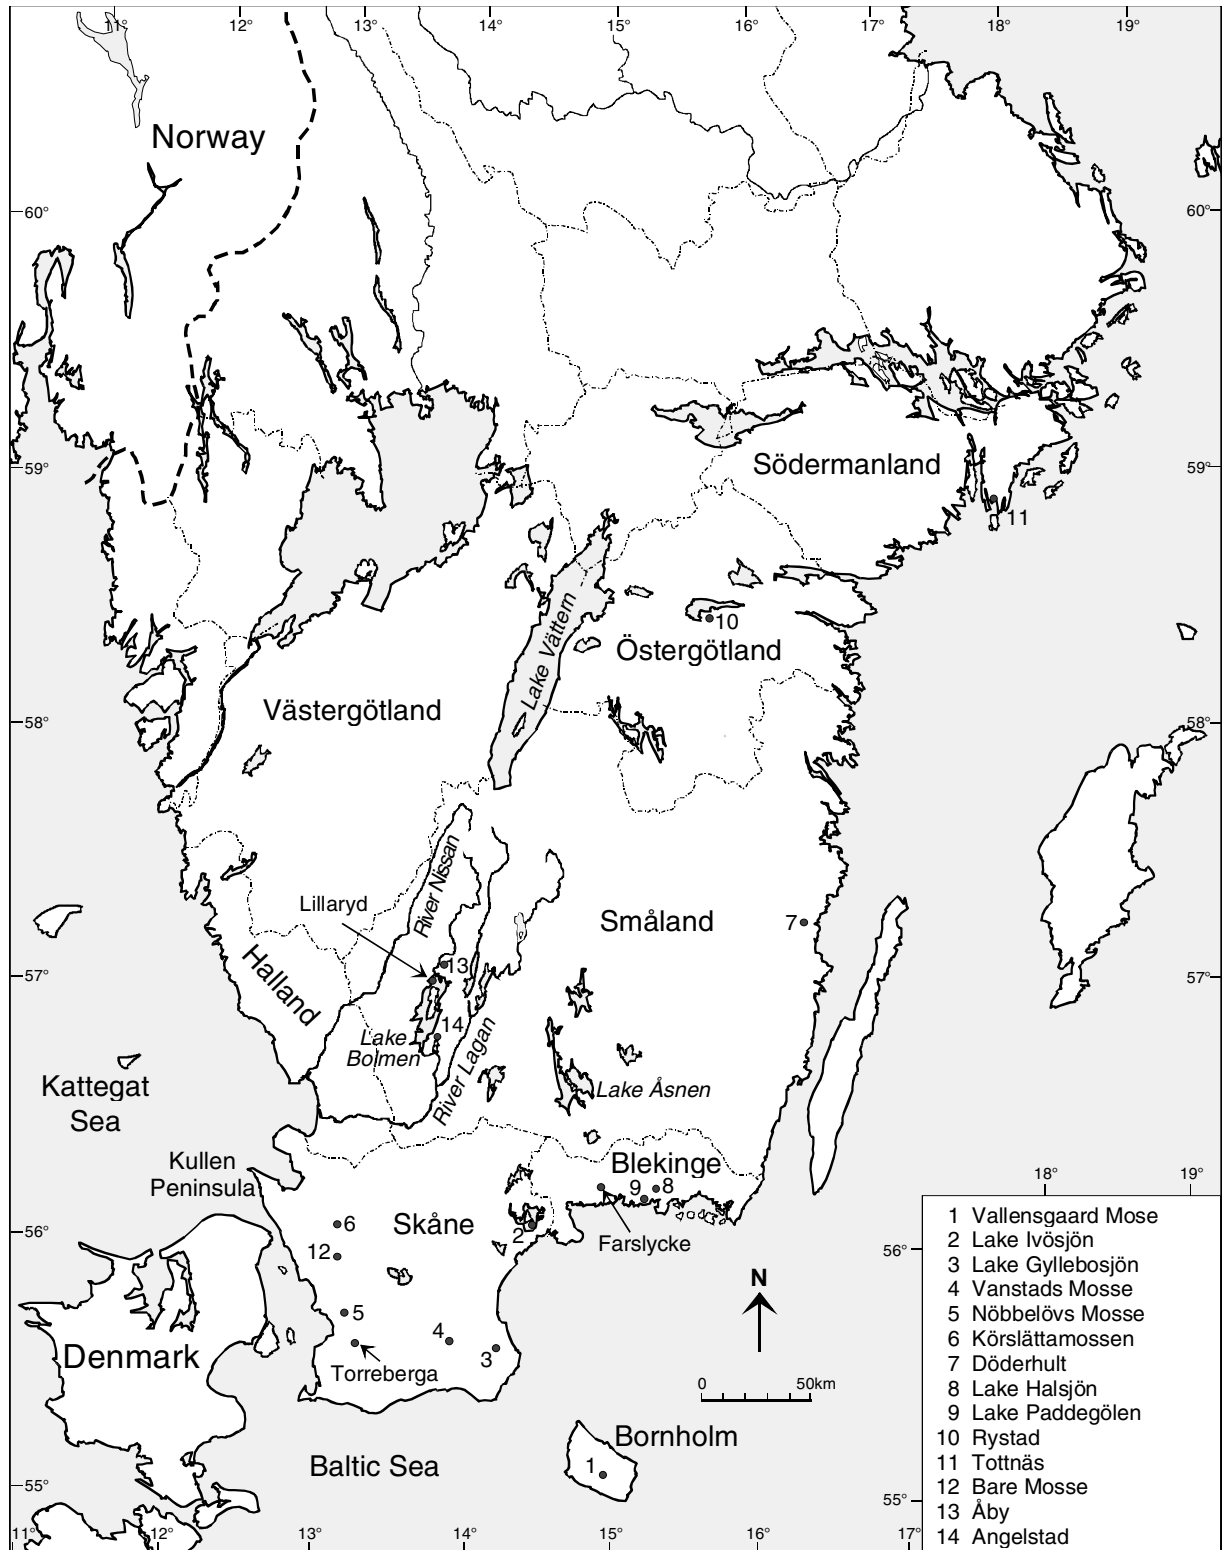 11° 12° 13° 14° 15° 16° 17° 18° 19°
Norway
60° 60°
59° 59°
Södermanland
11
10
Östergötland
Lake Vättern
Västergötland
58° 58°
River Nissan
Lillaryd
Småland
7
13
57° 57°
Halland
14
Lake
Bolmen
River Lagan
Lake Åsnen
Kattegat
Sea
Kullen
Peninsula
Blekinge
9 8
18° 19°
6
Skåne
2
Farslycke
56° 56°
12
N
5
4
3
Denmark
Torreberga
0 50km
Bornholm
1
Baltic Sea
55° 55°
11° 12° 13° 14° 15° 16° 17°
1 Vallensgaard Mose
2 Lake Ivösjön
3 Lake Gyllebosjön
4 Vanstads Mosse
5 Nöbbelövs Mosse
6 Körslättamossen
7 Döderhult
8 Lake Halsjön
9 Lake Paddegölen
10 Rystad
11 Tottnäs
12 Bare Mosse
13 Åby
14 Angelstad